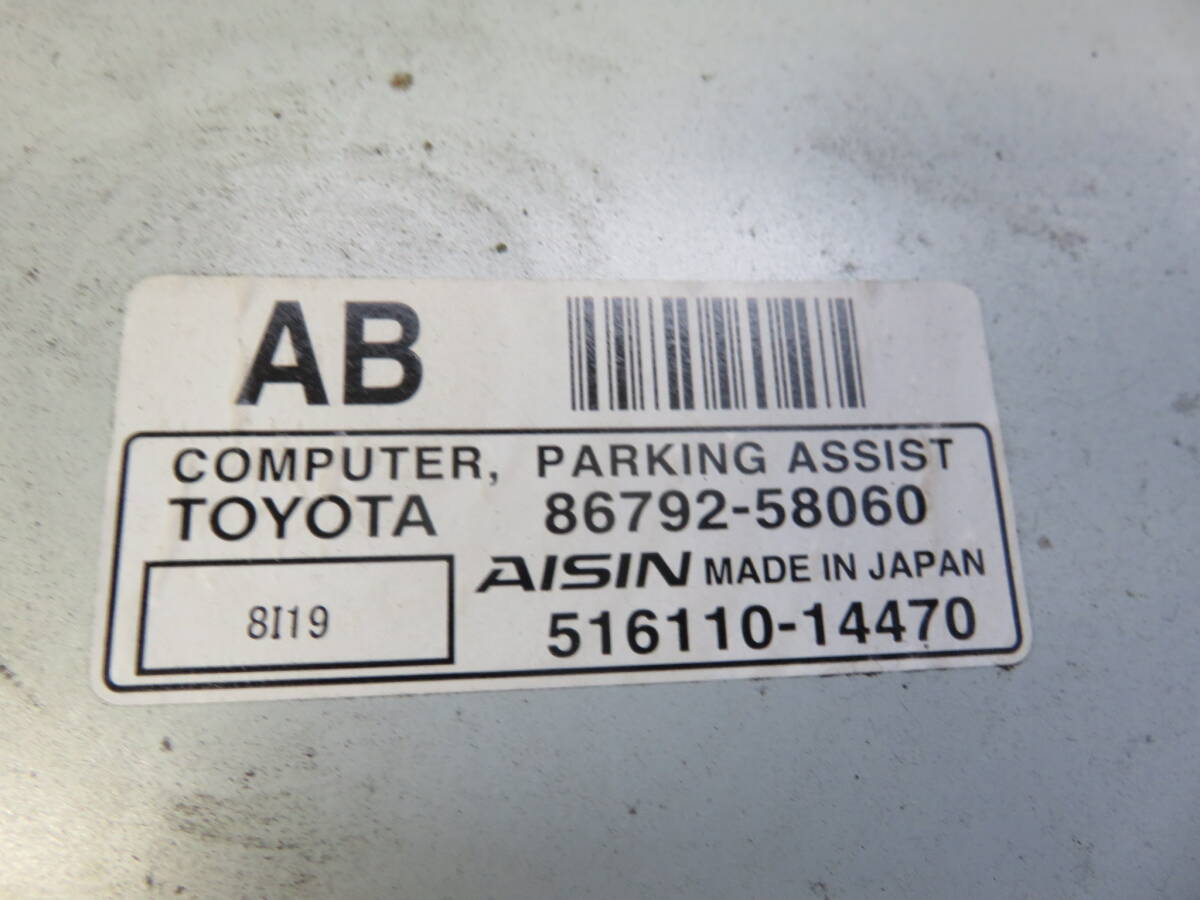 AB
COMPUTER, PARKING ASSIST
TOYOTA 86792-58060
AISIN MADE IN JAPAN
8I19 516110-14470